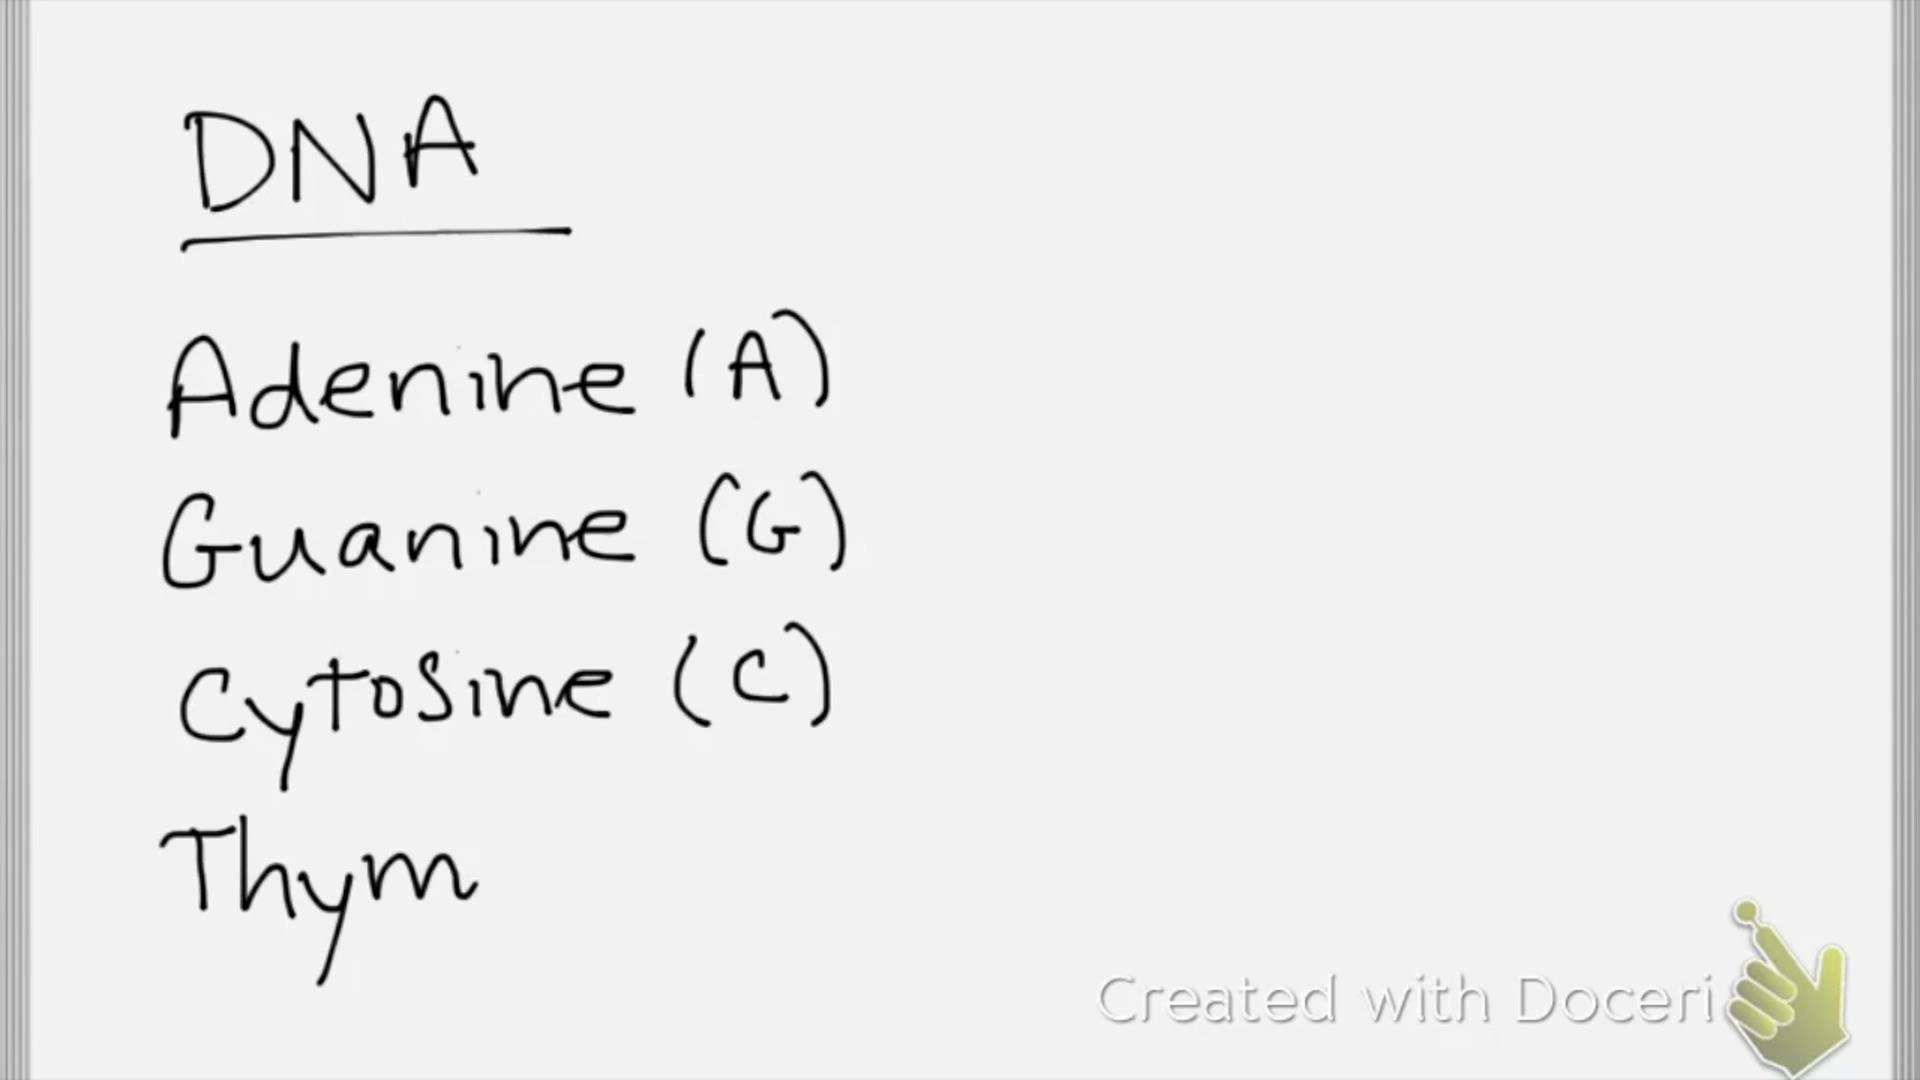 DNA
Adenine (A)
Guanine (G)
Cytosine (C)
Thym
Created with Doceri